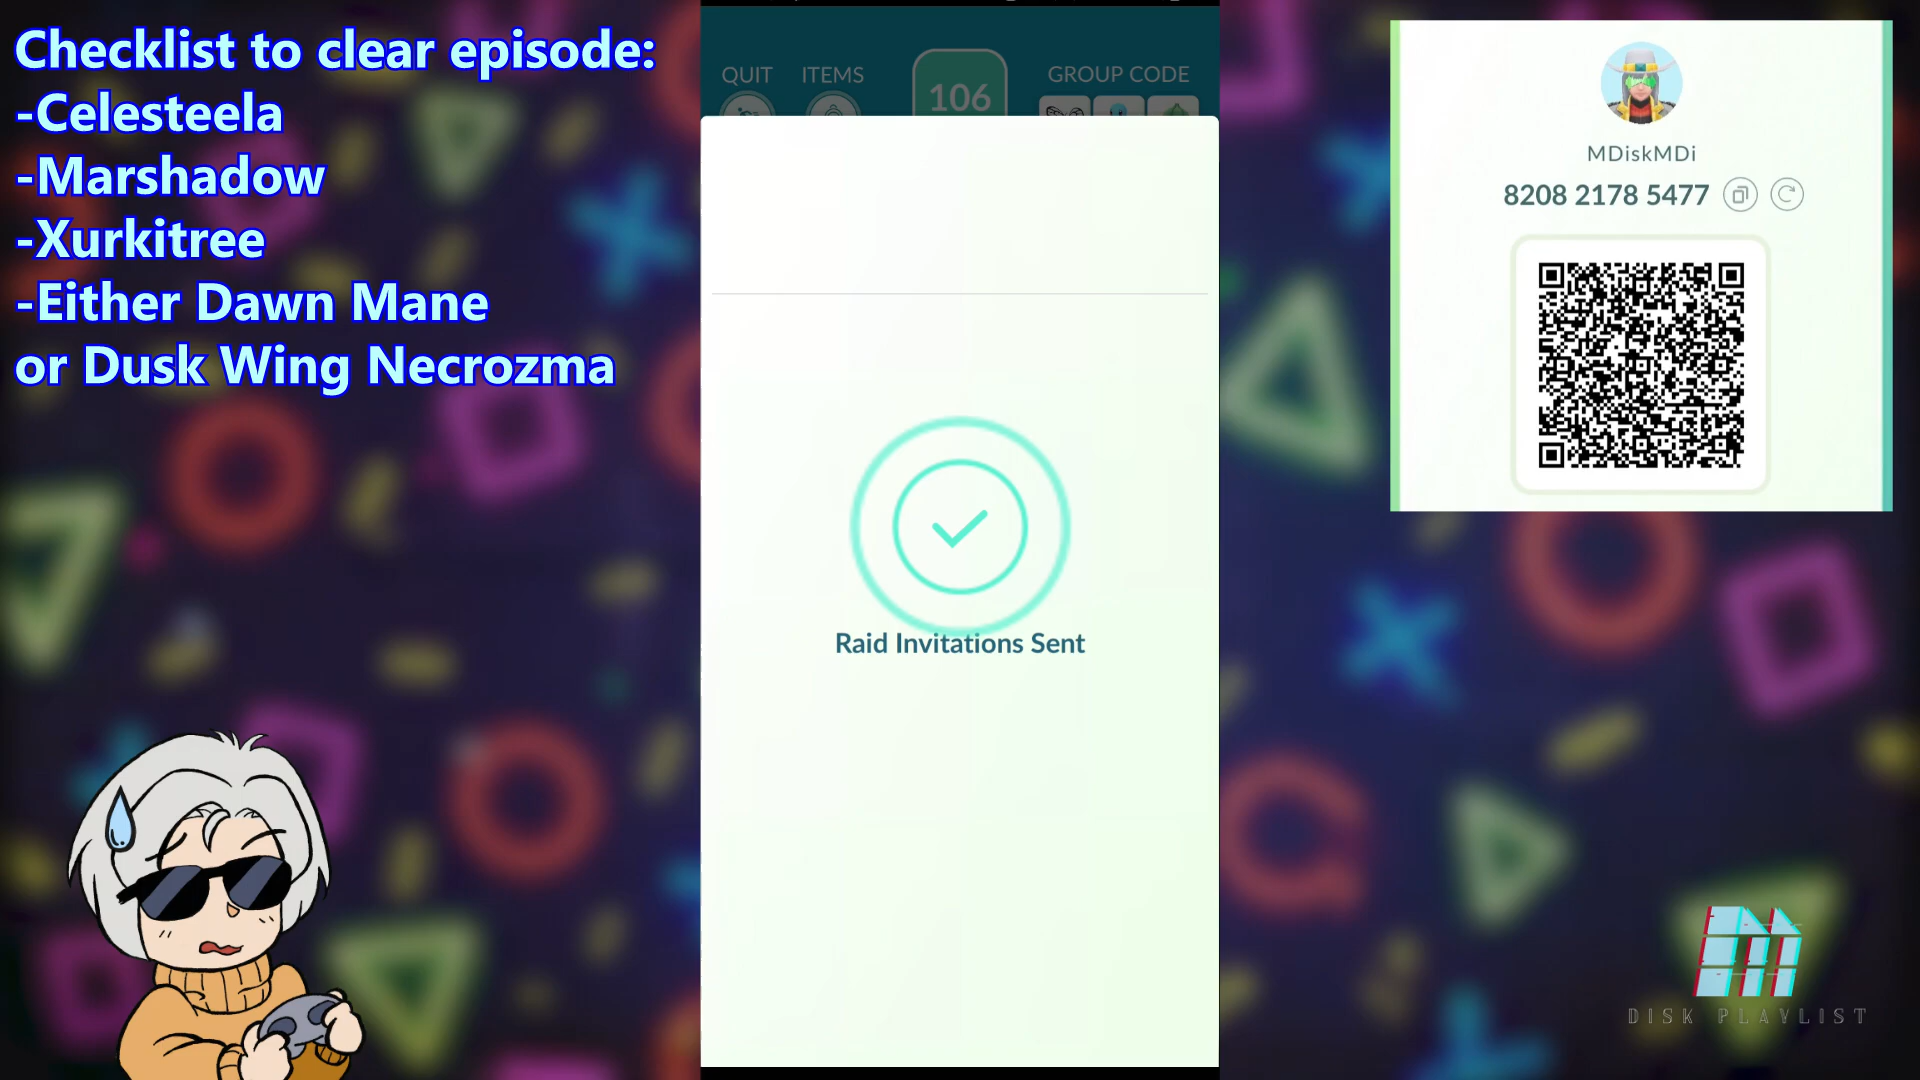 Checklist to clear episode:
-Celesteela
-Marshadow
-Xurkitree
-Either Dawn Mane
or Dusk Wing Necrozma
QUIT
ITEMS
106
GROUP CODE
Raid Invitations Sent
MDiskMDi
8208 2178 5477
DISK PLAYLIST